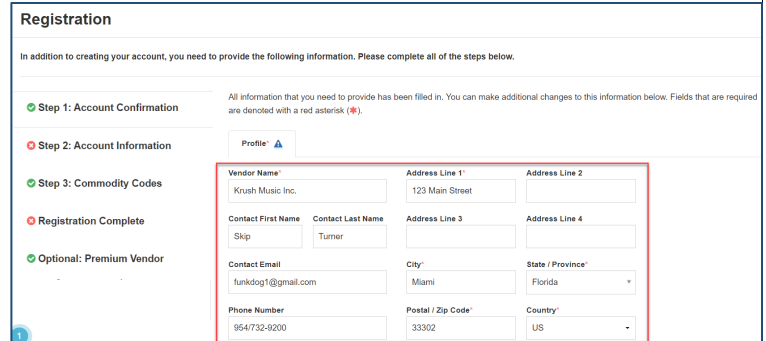 Registration
In addition to creating your account, you need to provide the following information. Please complete all of the steps below.
Step 1: Account Confirmation
Step 2: Account Information
Step 3: Commodity Codes
Registration Complete
Optional: Premium Vendor
1
All information that you need to provide has been filled in. You can make additional changes to this information below. Fields that are required
are denoted with a red asterisk (*).
Profile*
Vendor Name* Address Line 1* Address Line 2
Krush Music Inc. 123 Main Street
Contact First Name Contact Last Name Address Line 3 Address Line 4
Skip Turner
Contact Email City* State / Province*
funkdog1@gmail.com Miami Florida
Phone Number Postal / Zip Code* Country*
954/732-9200 33302 US